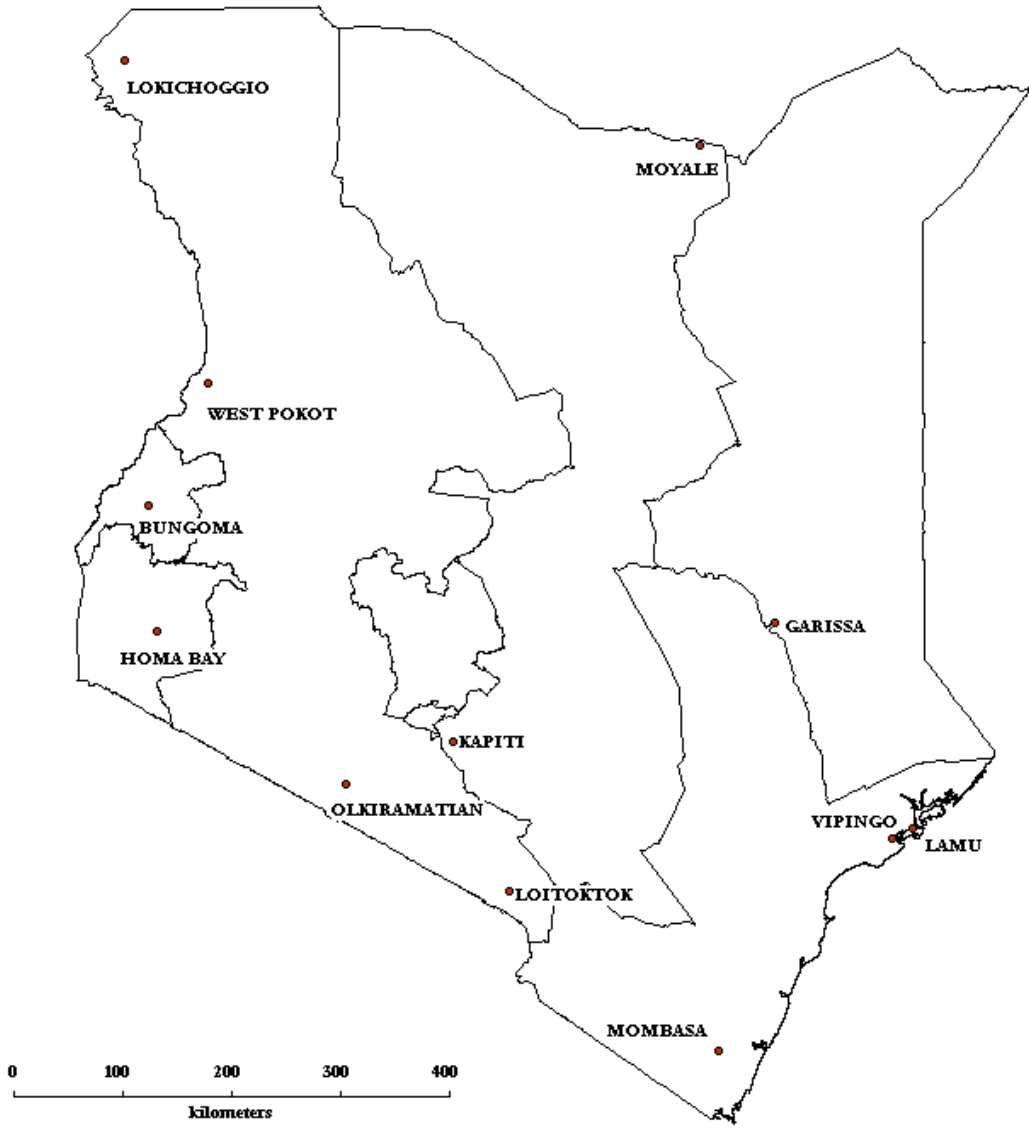 LOKICHOGGIO
MOYALE
WEST POKOT
BUNGOMA
GARISSA
HOMA BAY
KAPITI
OLKIRAMATIAN
VIPINGO
LAMU
LOITOKTOK
MOMBASA
0 100 200 300 400
kilometers